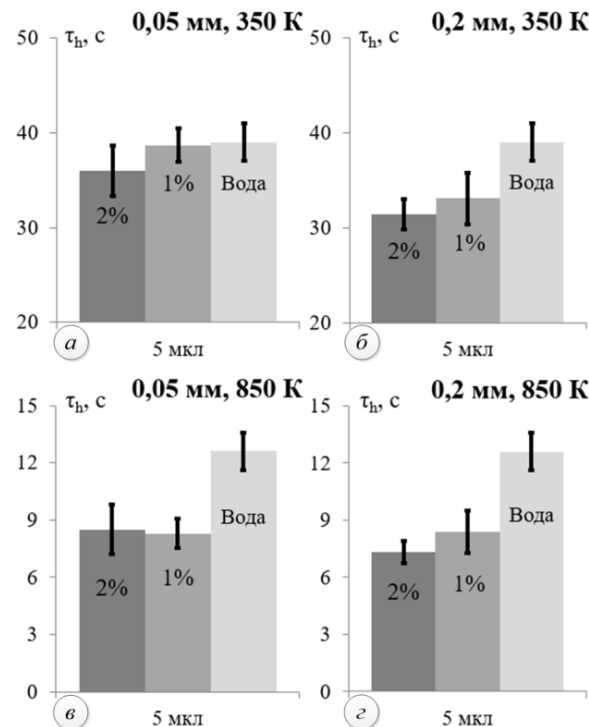 0,05 мм, 350 К
τh, с
50
40
30
20
2%
1%
Вода
а
5 мкл
0,2 мм, 350 К
τh, с
50
40
30
20
2%
1%
Вода
б
5 мкл
0,05 мм, 850 К
τh, с
15
12
9
6
3
0
2%
1%
Вода
в
5 мкл
0,2 мм, 850 К
τh, с
15
12
9
6
3
0
2%
1%
Вода
г
5 мкл